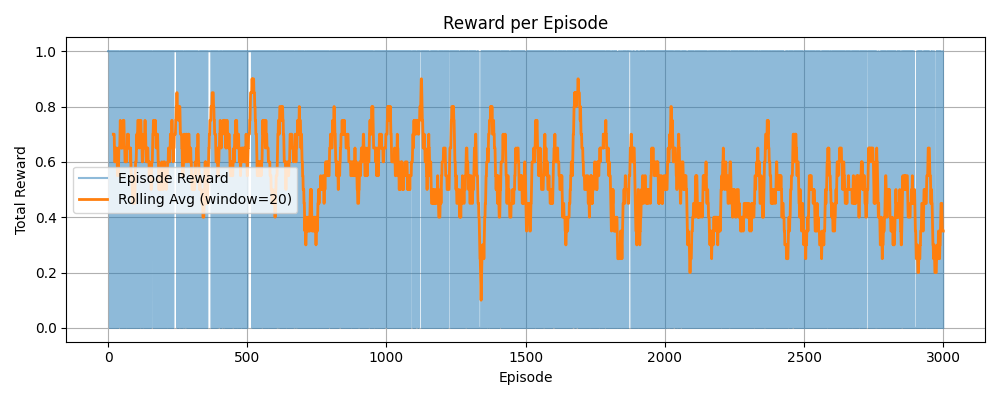 Reward per Episode
Total Reward
1.0
0.8
0.6
0.4
0.2
0.0
Episode Reward
Rolling Avg (window=20)
0
500
1000
1500
2000
2500
3000
Episode